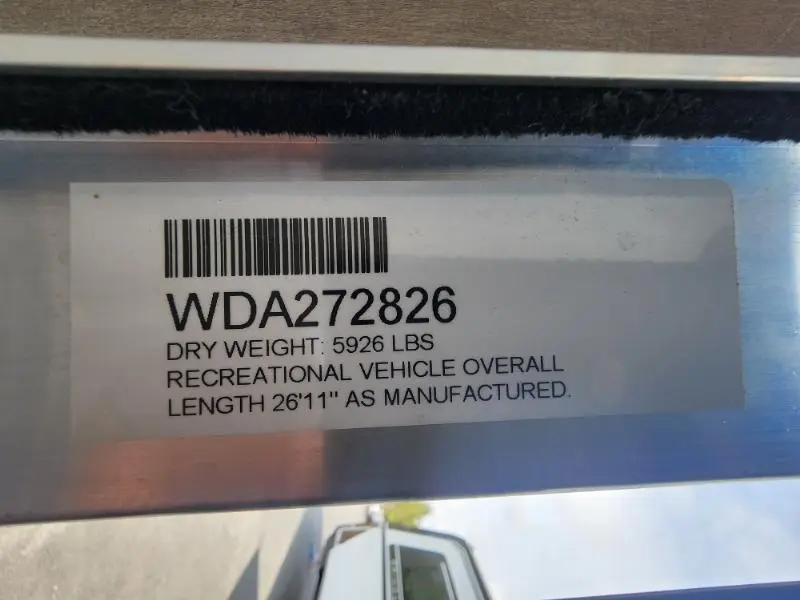 WDA272826
DRY WEIGHT: 5926 LBS
RECREATIONAL VEHICLE OVERALL
LENGTH 26'11" AS MANUFACTURED.